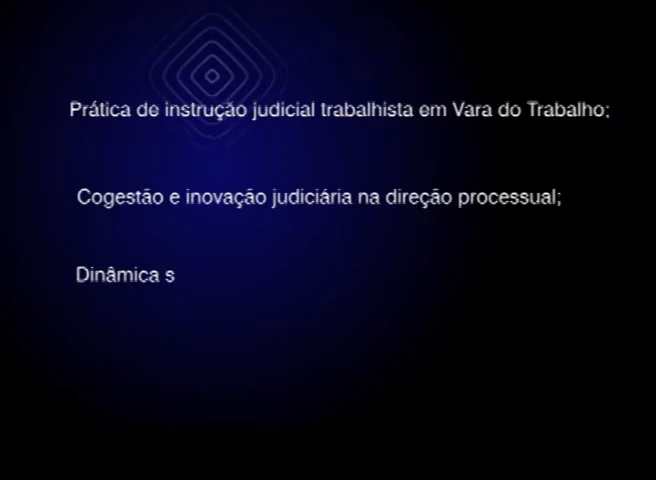 Prática de instrução judicial trabalhista em Vara do Trabalho;
Cogestão e inovação judiciária na direção processual;
Dinâmica s